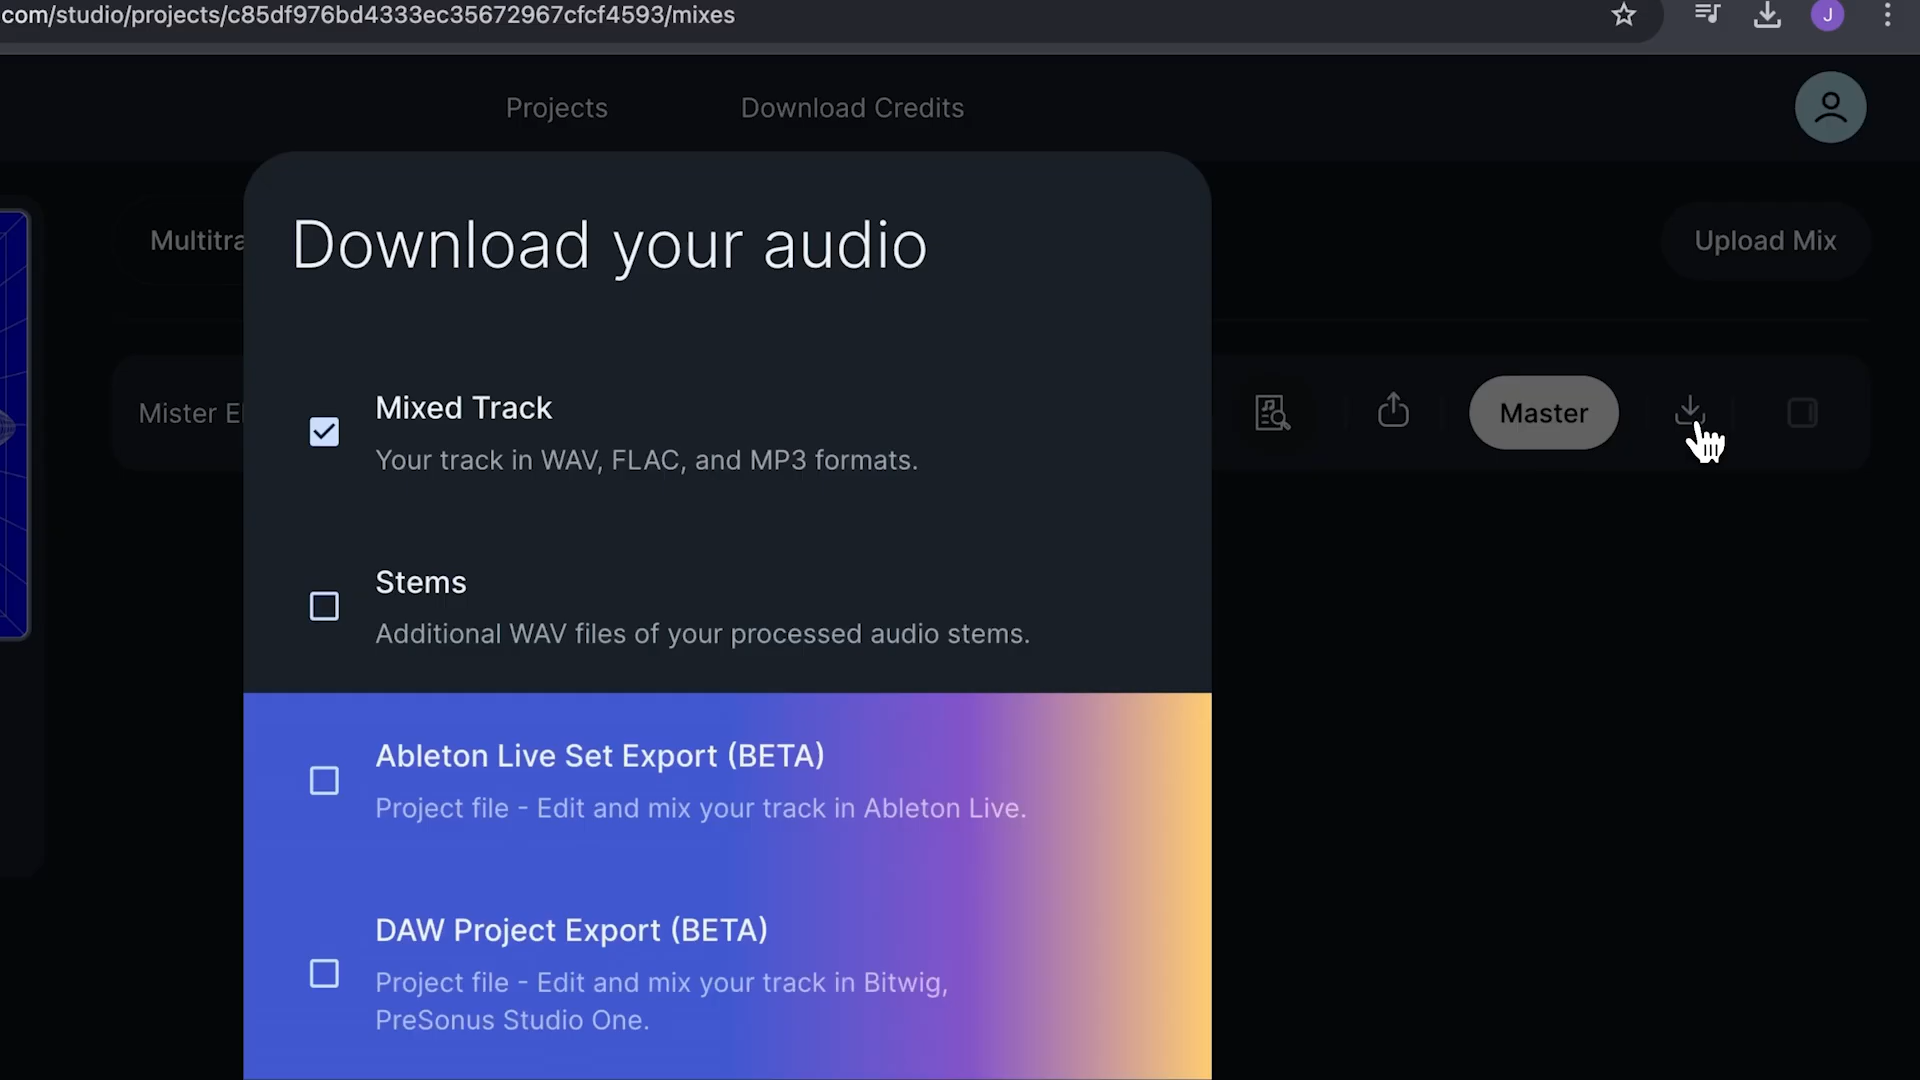 com/studio/projects/c85df976bd4333ec35672967cfcf4593/mixes
J
Projects
Download Credits
Multitra
Upload Mix
Download your audio
Mister E
Master
Mixed Track
Your track in WAV, FLAC, and MP3 formats.
Stems
Additional WAV files of your processed audio stems.
Ableton Live Set Export (BETA)
Project file - Edit and mix your track in Ableton Live.
DAW Project Export (BETA)
Project file - Edit and mix your track in Bitwig,
PreSonus Studio One.